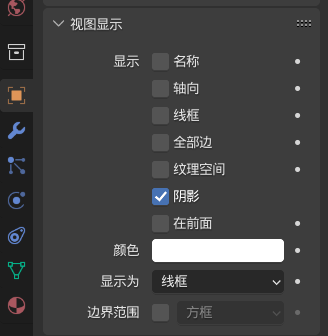 视图显示
显示 名称
轴向
线框
全部边
纹理空间
阴影
在前面
颜色
显示为 线框
边界范围 方框